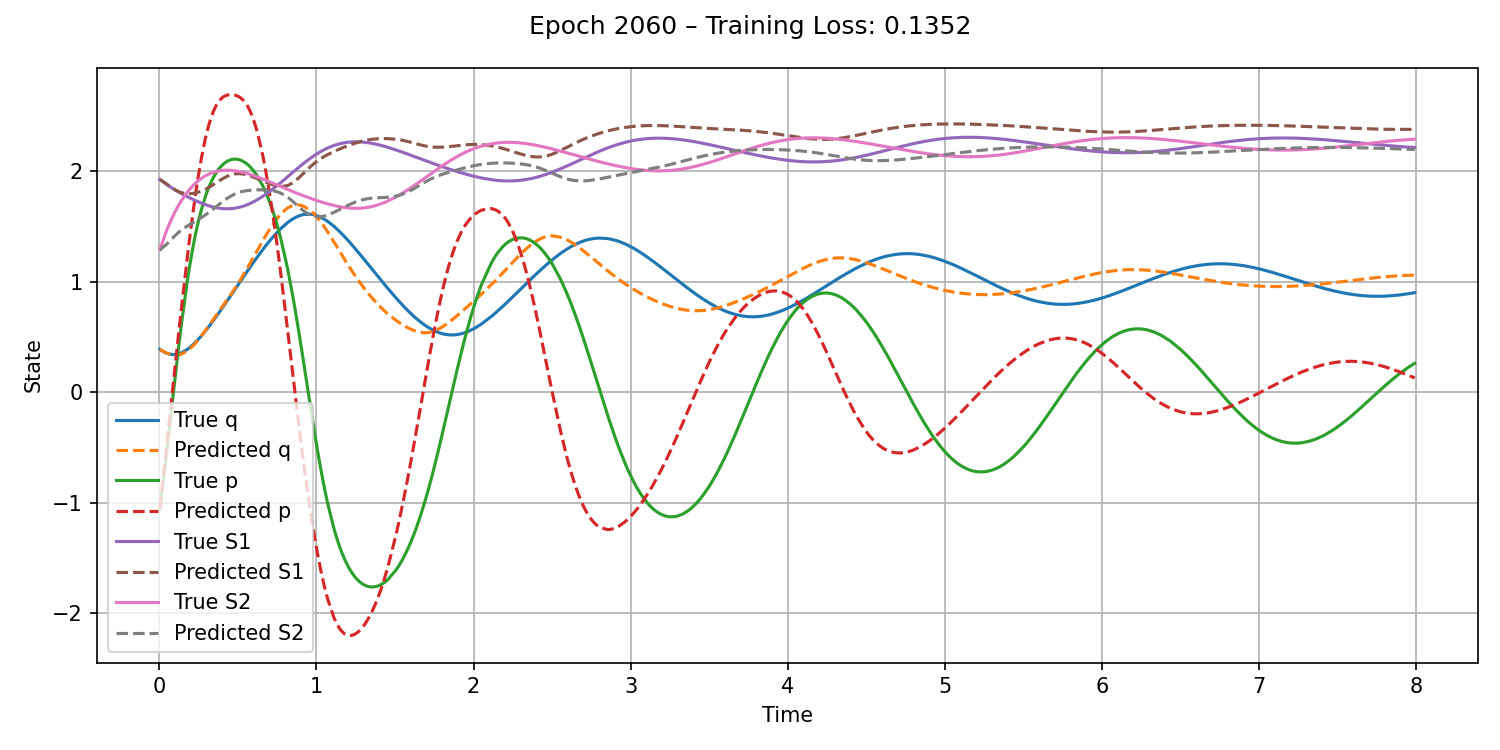 Epoch 2060 – Training Loss: 0.1352
State
2
1
0
−1
−2
True q
Predicted q
True p
Predicted p
True S1
Predicted S1
True S2
Predicted S2
0 1 2 3 4 5 6 7 8
Time